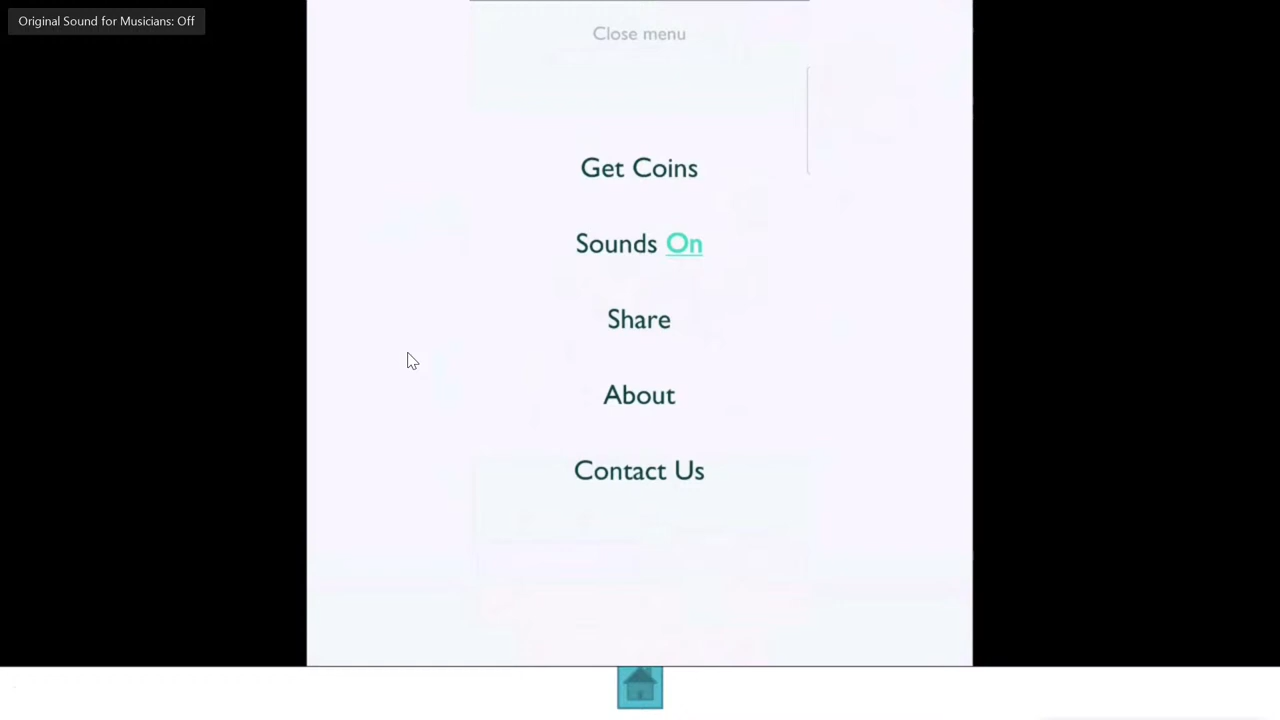 Original Sound for Musicians: Off
Close menu
Get Coins
Sounds On
Share
About
Contact Us